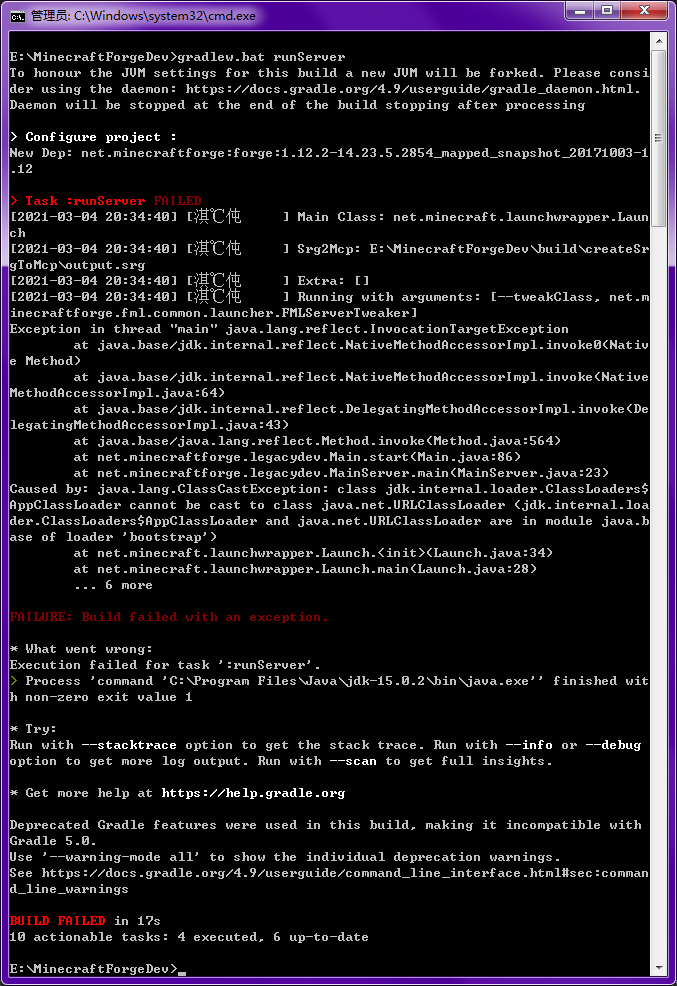 管理员: C:\Windows\system32\cmd.exe
E:\MinecraftForgeDev>gradlew.bat runServer
To honour the JVM settings for this build a new JVM will be forked. Please consi
der using the daemon: https://docs.gradle.org/4.9/userguide/gradle_daemon.html.
Daemon will be stopped at the end of the build stopping after processing
> Configure project :
New Dep: net.minecraftforge:forge:1.12.2-14.23.5.2854_mapped_snapshot_20171003-1
.12
> Task :runServer FAILED
[2021-03-04 20:34:40] [淇℃伅     ] Main Class: net.minecraft.launchwrapper.Laun
ch
[2021-03-04 20:34:40] [淇℃伅     ] Srg2Mcp: E:\MinecraftForgeDev\build\createSr
gToMcp\output.srg
[2021-03-04 20:34:40] [淇℃伅     ] Extra: []
[2021-03-04 20:34:40] [淇℃伅     ] Running with arguments: [--tweakClass, net.m
inecraftforge.fml.common.launcher.FMLServerTweaker]
Exception in thread "main" java.lang.reflect.InvocationTargetException
        at java.base/jdk.internal.reflect.NativeMethodAccessorImpl.invoke0(Nativ
e Method)
        at java.base/jdk.internal.reflect.NativeMethodAccessorImpl.invoke(Native
MethodAccessorImpl.java:64)
        at java.base/jdk.internal.reflect.DelegatingMethodAccessorImpl.invoke(De
legatingMethodAccessorImpl.java:43)
        at java.base/java.lang.reflect.Method.invoke(Method.java:564)
        at net.minecraftforge.legacydev.Main.start(Main.java:86)
        at net.minecraftforge.legacydev.MainServer.main(MainServer.java:23)
Caused by: java.lang.ClassCastException: class jdk.internal.loader.ClassLoaders$
AppClassLoader cannot be cast to class java.net.URLClassLoader (jdk.internal.loa
der.ClassLoaders$AppClassLoader and java.net.URLClassLoader are in module java.b
ase of loader 'bootstrap')
        at net.minecraft.launchwrapper.Launch.<init>(Launch.java:34)
        at net.minecraft.launchwrapper.Launch.main(Launch.java:28)
        ... 6 more
FAILURE: Build failed with an exception.
* What went wrong:
Execution failed for task ':runServer'.
> Process 'command 'C:\Program Files\Java\jdk-15.0.2\bin\java.exe'' finished wit
h non-zero exit value 1
* Try:
Run with --stacktrace option to get the stack trace. Run with --info or --debug
option to get more log output. Run with --scan to get full insights.
* Get more help at https://help.gradle.org
Deprecated Gradle features were used in this build, making it incompatible with
Gradle 5.0.
Use '--warning-mode all' to show the individual deprecation warnings.
See https://docs.gradle.org/4.9/userguide/command_line_interface.html#sec:comman
d_line_warnings
BUILD FAILED in 17s
10 actionable tasks: 4 executed, 6 up-to-date
E:\MinecraftForgeDev>